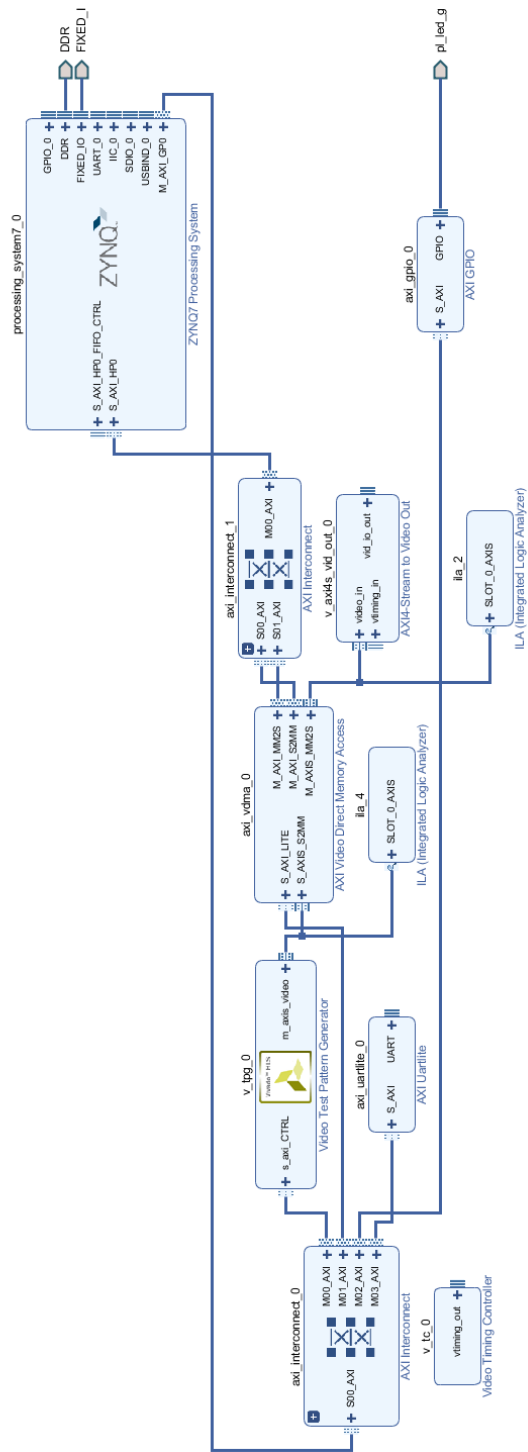 processing_system7_0
S_AXI_HP0_FIFO_CTRL
S_AXI_HP0
ZYNQ
GPIO_0
DDR
FIXED_IO
UART_0
IIC_0
SDIO_0
USBIND_0
M_AXI_GP0
ZYNQ7 Processing System
DDR
FIXED_I
axi_interconnect_1
S00_AXI
S01_AXI
M00_AXI
AXI Interconnect
axi_vdma_0
S_AXI_LITE
S_AXIS_S2MM
M_AXI_MM2S
M_AXI_S2MM
M_AXIS_MM2S
AXI Video Direct Memory Access
v_tpg_0
s_axi_CTRL
m_axis_video
Video Test Pattern Generator
axi_interconnect_0
S00_AXI
M00_AXI
M01_AXI
M02_AXI
M03_AXI
AXI Interconnect
v_axi4s_vid_out_0
video_in
vtiming_in
vid_io_out
AXI4-Stream to Video Out
ila_4
SLOT_0_AXIS
ILA (Integrated Logic Analyzer)
axi_uartlite_0
S_AXI
UART
AXI Uartlite
v_tc_0
vtiming_out
Video Timing Controller
ila_2
SLOT_0_AXIS
ILA (Integrated Logic Analyzer)
axi_gpio_0
S_AXI
GPIO
AXI GPIO
pl_led_g